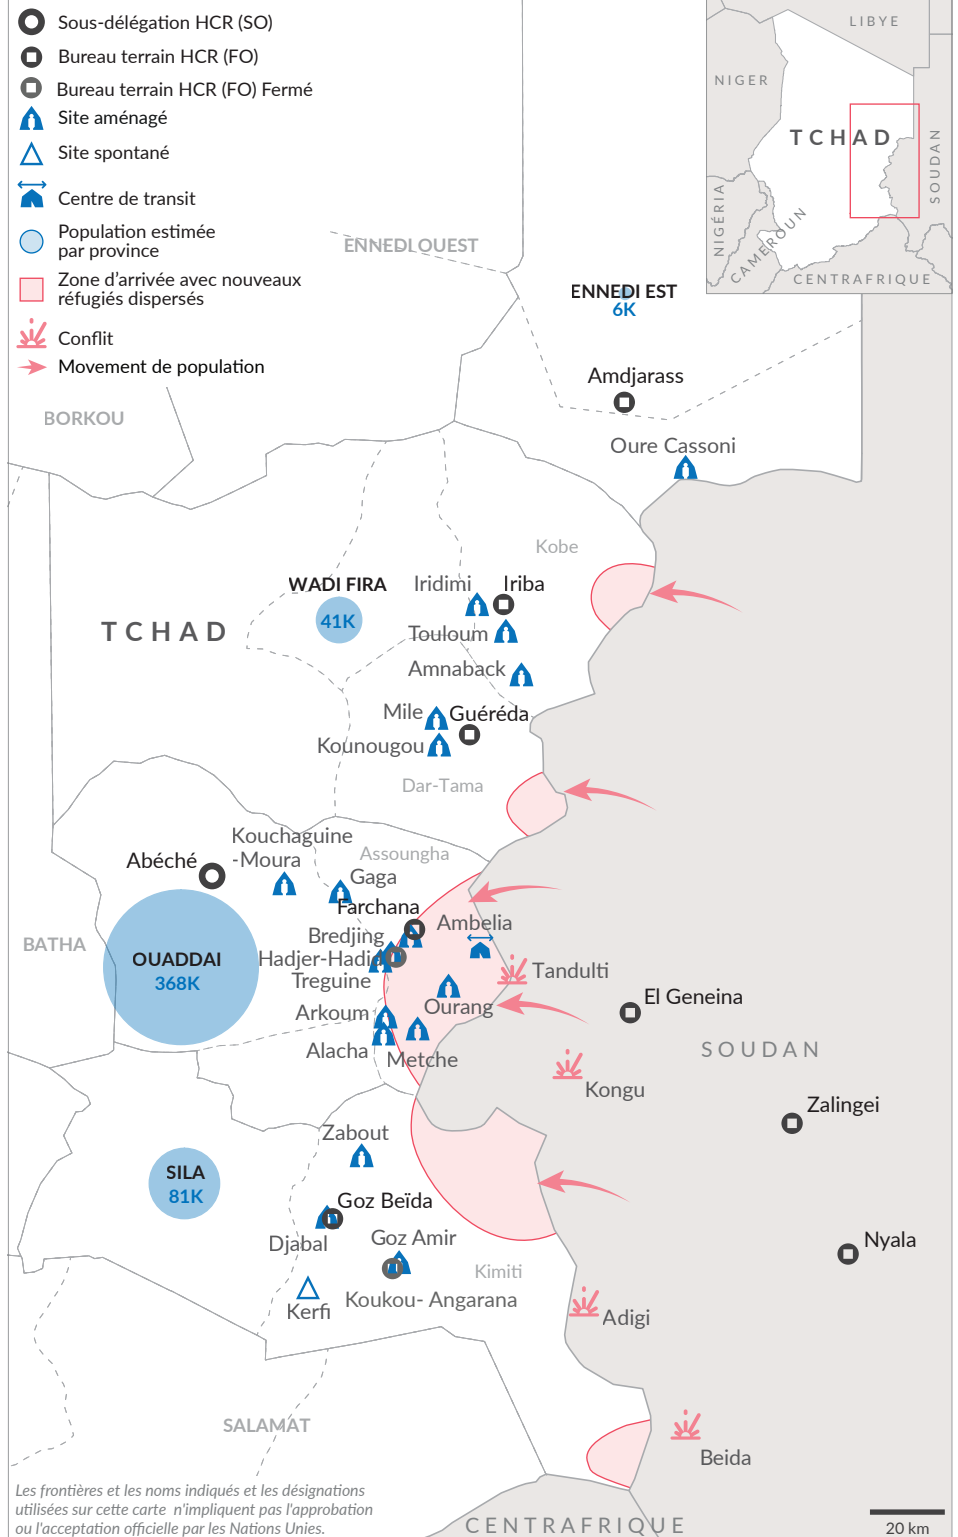 Sous-délégation HCR (SO)
Bureau terrain HCR (FO)
Bureau terrain HCR (FO) Fermé
Site aménagé
Site spontané
Centre de transit
Population estimée
par province
Zone d'arrivée avec nouveaux
réfugiés dispersés
Conflit
Movement de population
LIBYE
NIGER
TCHAD
SOUDAN
NIGÉRIA
CAMEROUN
CENTRAFRIQUE
ENNEDI OUEST
ENNEDI EST
6K
Amdjarass
BORKOU
Oure Cassoni
Kobe
WADI FIRA
41K
Iridimi
Iriba
TCHAD
Touloum
Amnaback
Mile
Guéréda
Kounougou
Dar-Tama
Kouchaguine
-Moura
Abéché
Assoungha
Gaga
Farchana
Ambelia
Bredjing
BATHA
OUADDAI
368K
Hadjer-Hadid
Treguine
Tandulti
El Geneina
Ourang
Arkoum
Alacha
Metche
SOUDAN
Kongu
Zalingei
Zabout
SILA
81K
Goz Beïda
Djabal
Goz Amir
Nyala
Kimiti
Koukou- Angarana
Kerfi
Adigi
SALAMAT
Beida
Les frontières et les noms indiqués et les désignations
utilisées sur cette carte n'impliquent pas l'approbation
ou l'acceptation officielle par les Nations Unies.
CENTRAFRIQUE
20 km